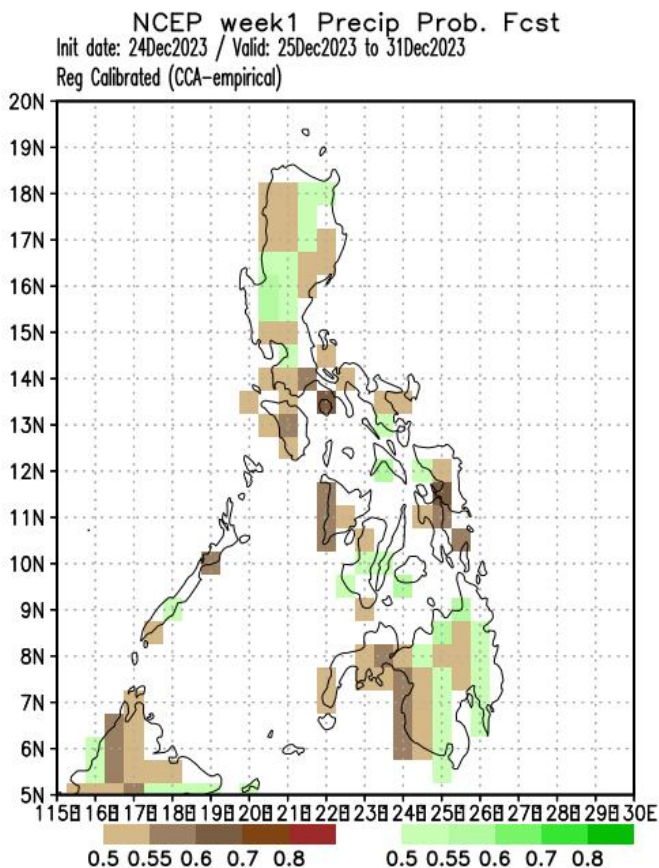 NCEP week1 Precip Prob. Fcst
Init date: 24Dec2023 / Valid: 25Dec2023 to 31Dec2023
Reg Calibrated (CCA-empirical)
20N
19N
18N
17N
16N
15N
14N
13N
12N
11N
10N
9N
8N
7N
6N
5N
115E 116E 117E 118E 119E 120E 121E 122E 123E 124E 125E 126E 127E 128E 129E 130E
0.5 0.55 0.6 0.7 0.8 0.5 0.55 0.6 0.7 0.8